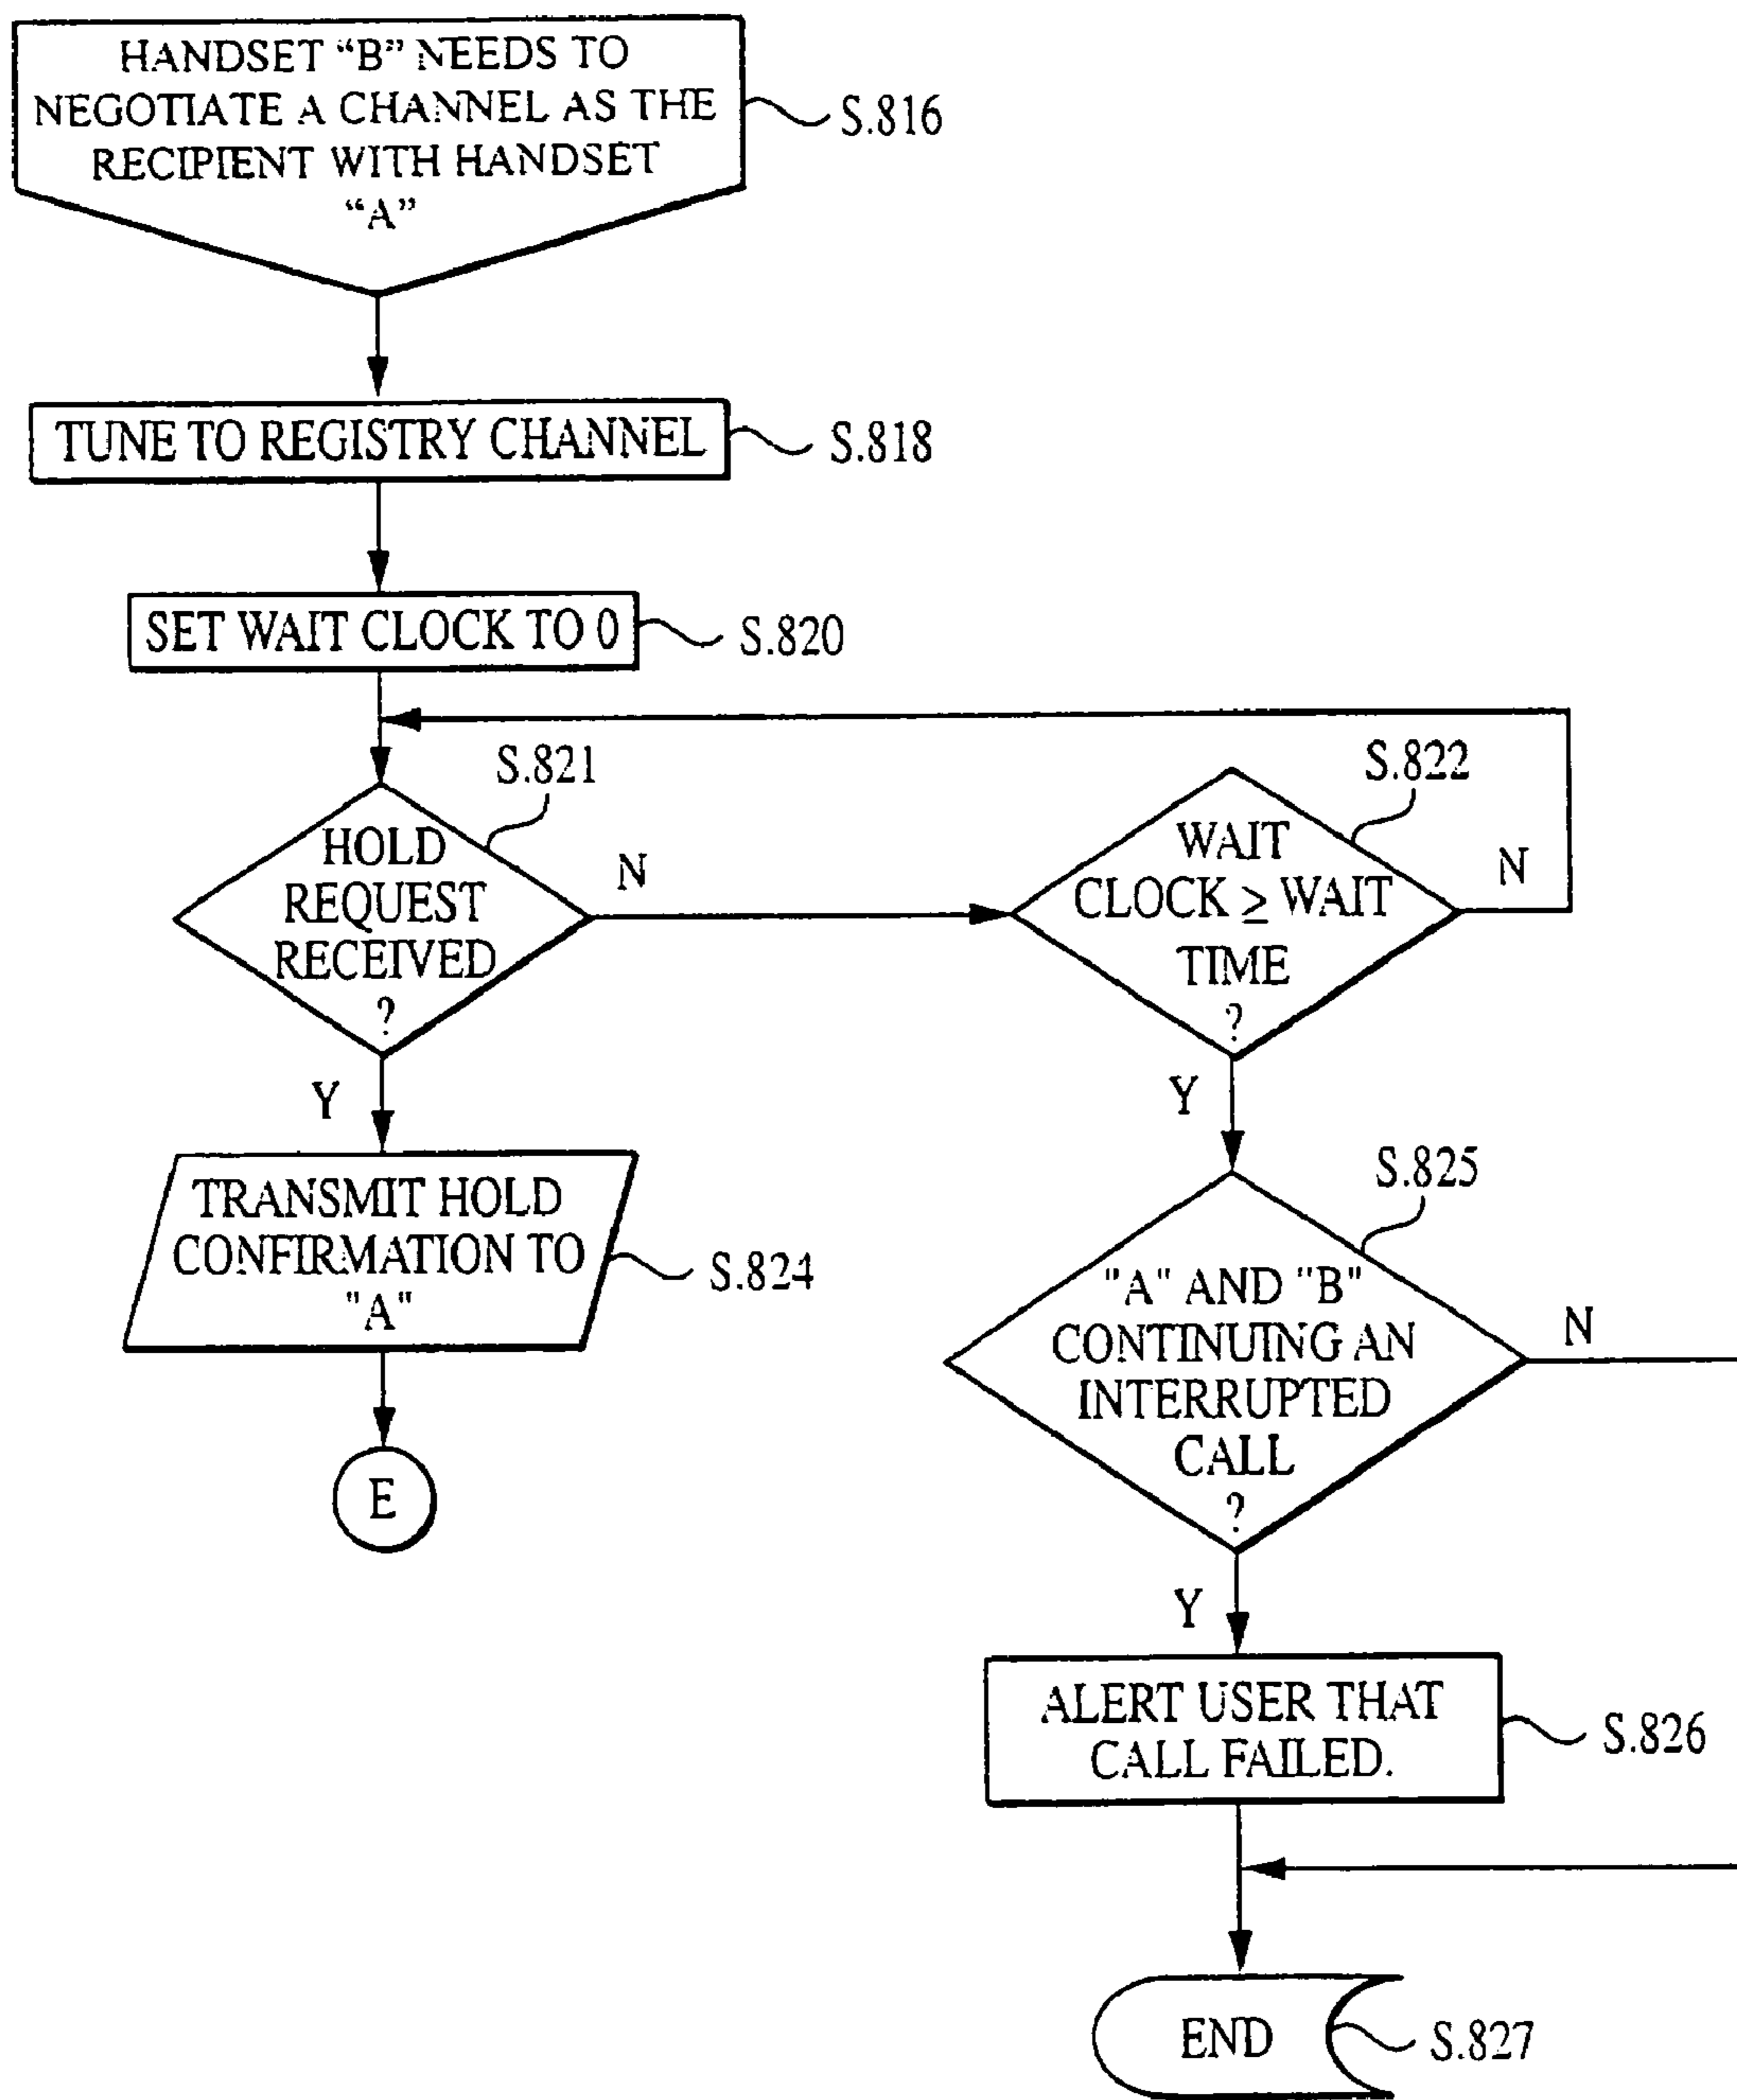 HANDSET “B” NEEDS TO
NEGOTIATE A CHANNEL AS THE
RECIPIENT WITH HANDSET
“A”
S.816
TUNE TO REGISTRY CHANNEL
S.818
SET WAIT CLOCK TO 0
S.820
S.821
HOLD
REQUEST
RECEIVED
?
N
Y
S.822
WAIT
CLOCK ≥ WAIT
TIME
?
N
Y
TRANSMIT HOLD
CONFIRMATION TO
"A"
S.824
E
S.825
"A" AND "B"
CONTINUING AN
INTERRUPTED
CALL
?
N
Y
ALERT USER THAT
CALL FAILED.
S.826
END
S.827